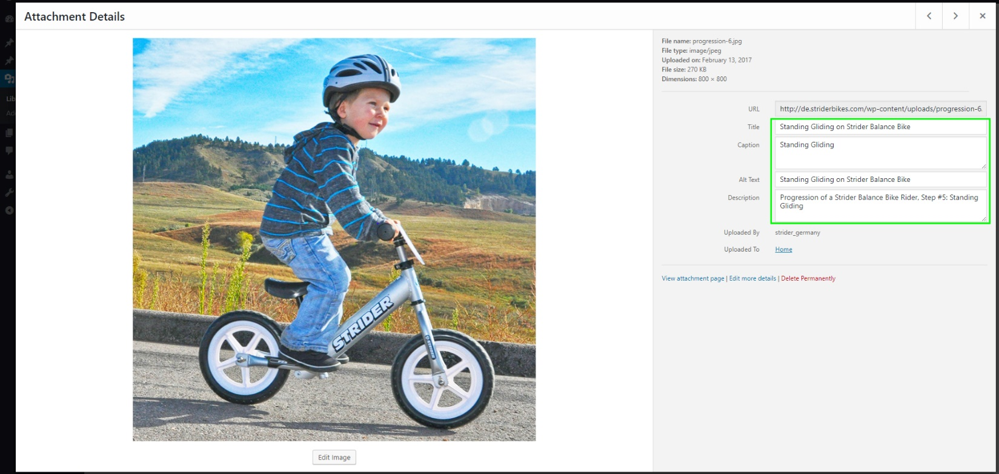 Attachment Details
File name: progression-6.jpg
File type: image/jpeg
Uploaded on: February 13, 2017
File size: 270 KB
Dimensions: 800 × 800
Lib
Ad
URL http://de.striderbikes.com/wp-content/uploads/progression-6.
Title Standing Gliding on Strider Balance Bike
Caption Standing Gliding
Alt Text Standing Gliding on Strider Balance Bike
Description Progression of a Strider Balance Bike Rider, Step #5: Standing
Gliding
Uploaded By strider_germany
Uploaded To Home
View attachment page | Edit more details | Delete Permanently
STRIDER
STRIDER
Edit Image